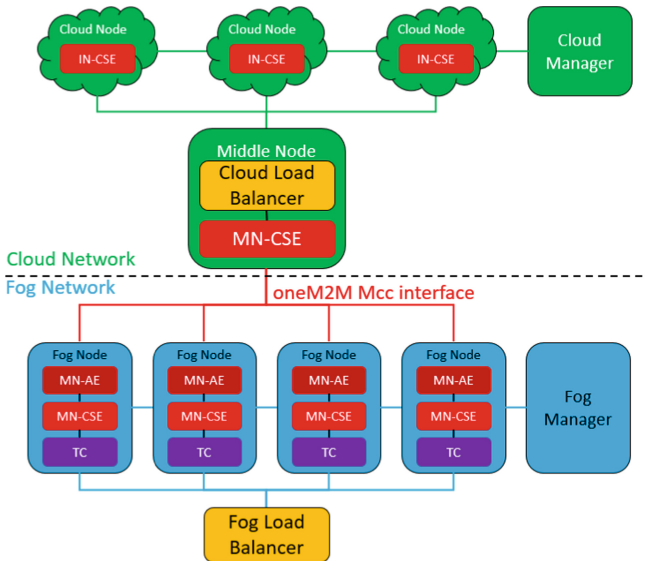 Cloud Node
IN-CSE
Cloud Node
IN-CSE
Cloud Node
IN-CSE
Cloud
Manager
Middle Node
Cloud Load
Balancer
MN-CSE
Cloud Network
Fog Network
oneM2M Mcc interface
Fog Node
MN-AE
MN-CSE
TC
Fog Node
MN-AE
MN-CSE
TC
Fog Node
MN-AE
MN-CSE
TC
Fog Node
MN-AE
MN-CSE
TC
Fog
Manager
Fog Load
Balancer